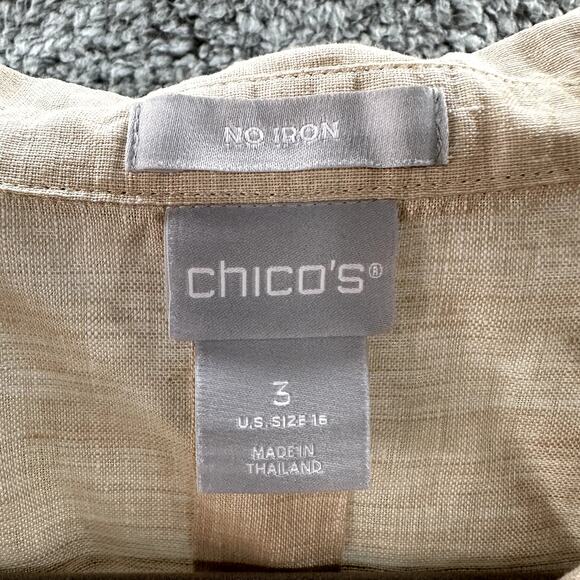 NO IRON
chico's®
3
U.S. SIZE 16
MADE IN
THAILAND